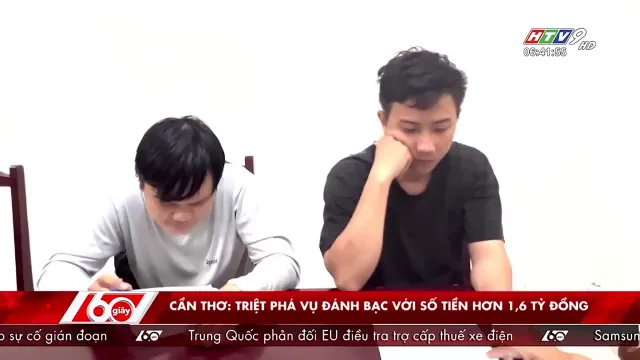 HTV9 HD
06:41:55
60 giây
CẦN THƠ: TRIỆT PHÁ VỤ ĐÁNH BẠC VỚI SỐ TIỀN HƠN 1,6 TỶ ĐỒNG
o sự cố gián đoạn 60 Trung Quốc phản đối EU điều tra trợ cấp thuế xe điện 60 Samsun